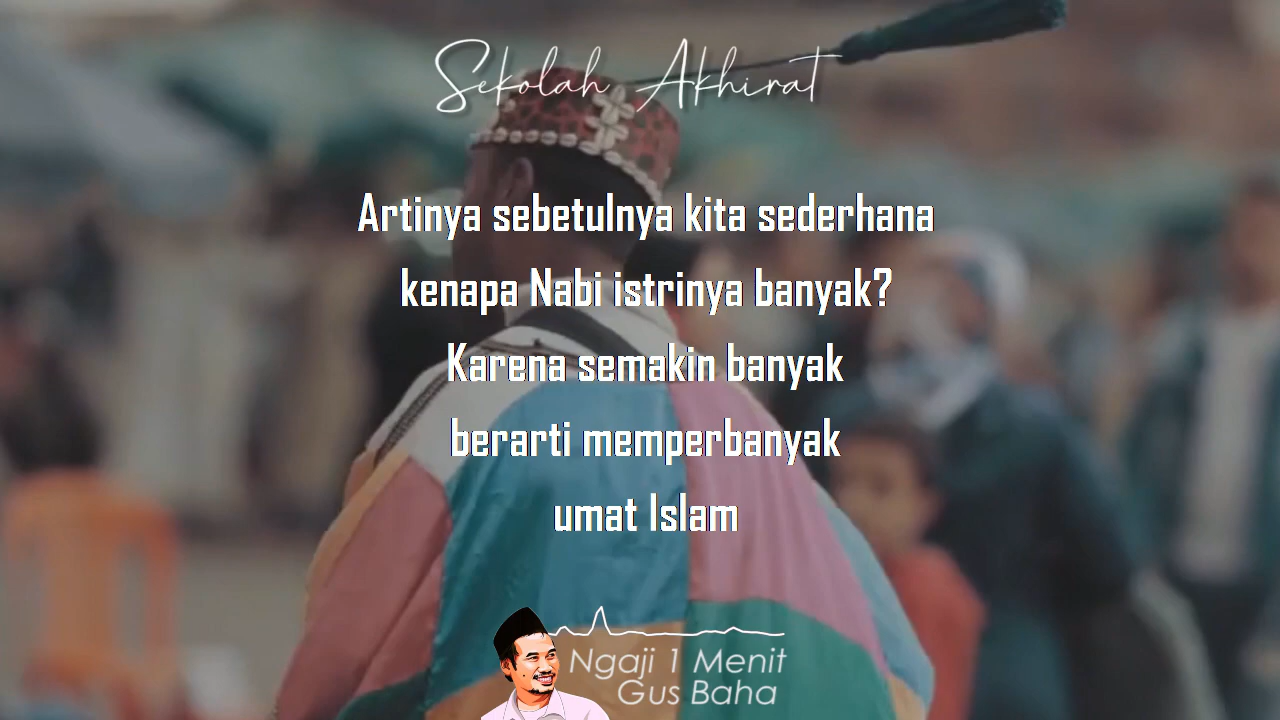 Sekolah Akhirat
Artinya sebetulnya kita sederhana
kenapa Nabi istrinya banyak?
Karena semakin banyak
berarti memperbanyak
umat Islam
Ngaji 1 Menit
Gus Baha